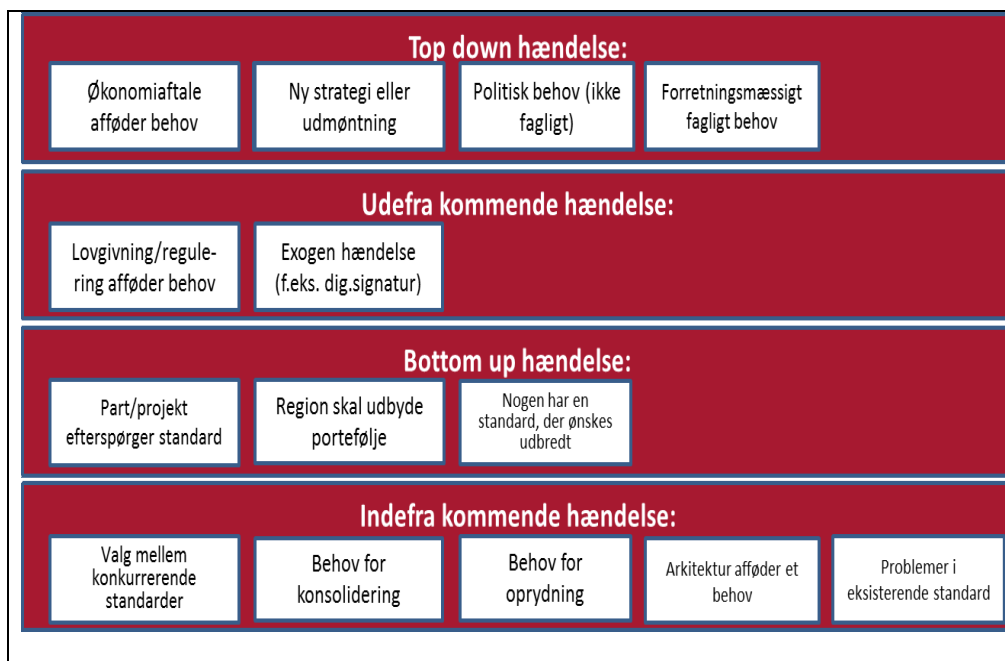 Top down hændelse:
Økonomiaftale
afføder behov
Ny strategi eller
udmøntning
Politisk behov (ikke
fagligt)
Forretningsmæssigt
fagligt behov
Udefra kommende hændelse:
Lovgivning/regule-
ring afføder behov
Exogen hændelse
(f.eks. dig.signatur)
Bottom up hændelse:
Part/projekt
efterspørger standard
Region skal udbyde
portefølje
Nogen har en
standard, der ønskes
udbredt
Indefra kommende hændelse:
Valg mellem
konkurrerende
standarder
Behov for
konsolidering
Behov for
oprydning
Arkitektur afføder et
behov
Problemer i
eksisterende standard